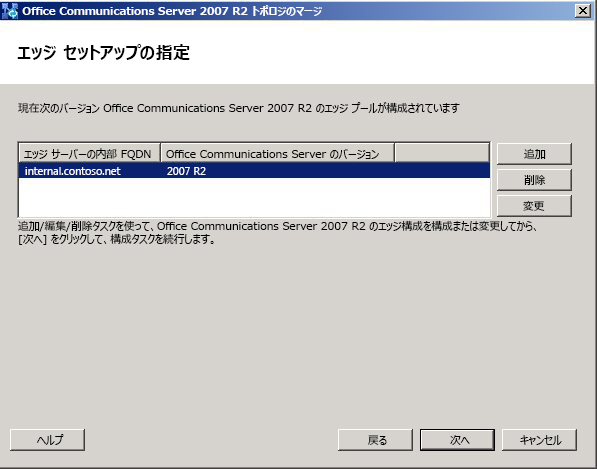 Office Communications Server 2007 R2 トポロジのマージ
エッジ セットアップの指定
現在次のバージョン Office Communications Server 2007 R2 のエッジ プールが構成されています
エッジ サーバーの内部 FQDN Office Communications Server のバージョン
internal.contoso.net 2007 R2
追加
削除
変更
追加/編集/削除タスクを使って、Office Communications Server 2007 R2 のエッジ構成を構成または変更してから、
[次へ] をクリックして、構成タスクを続行します。
ヘルプ 戻る 次へ キャンセル